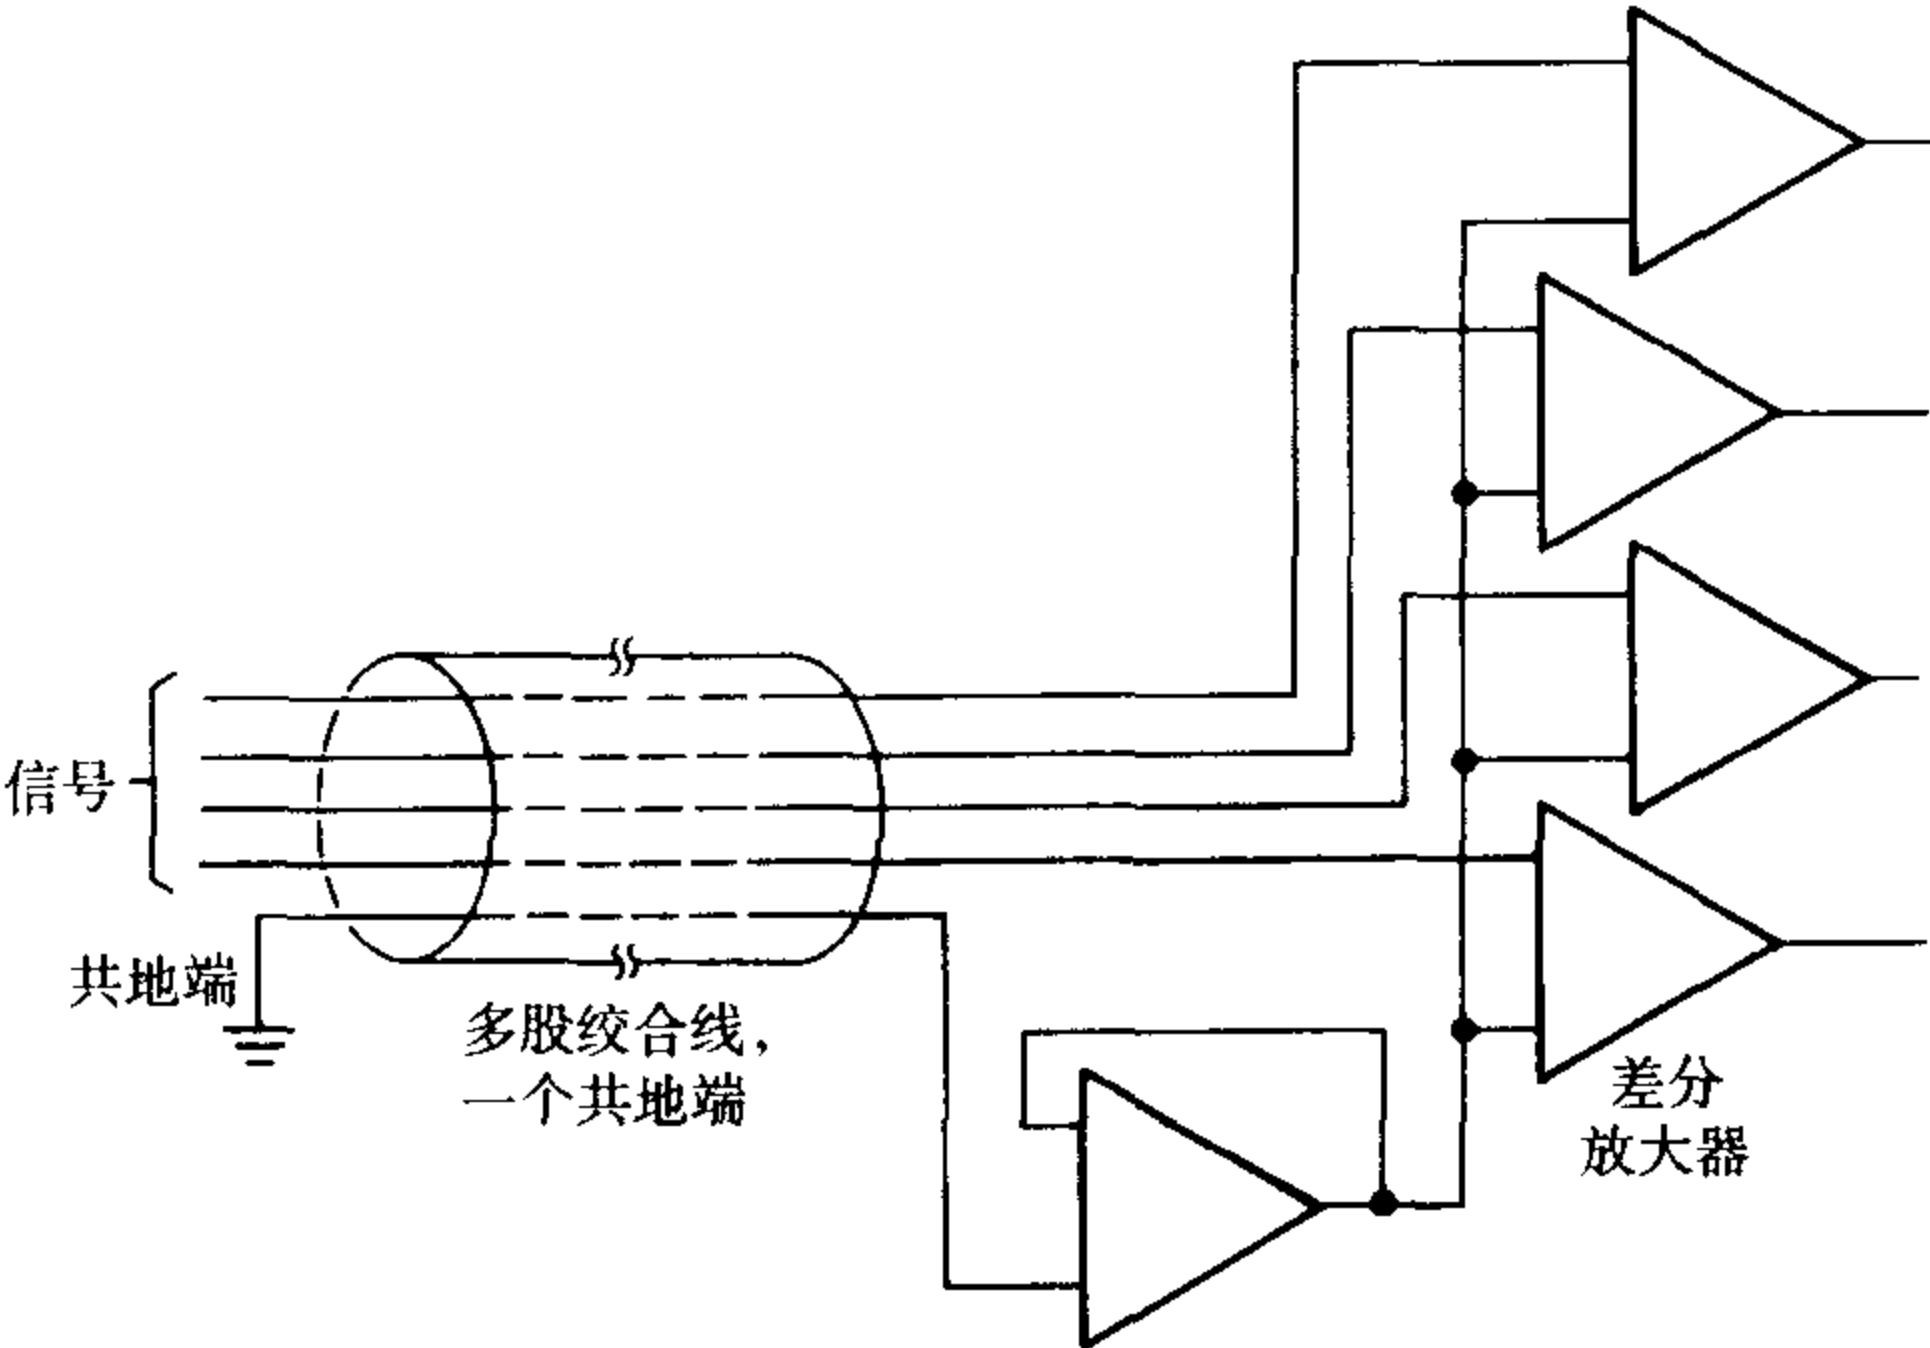 信号
共地端
多股绞合线，
一个共地端
差分
放大器